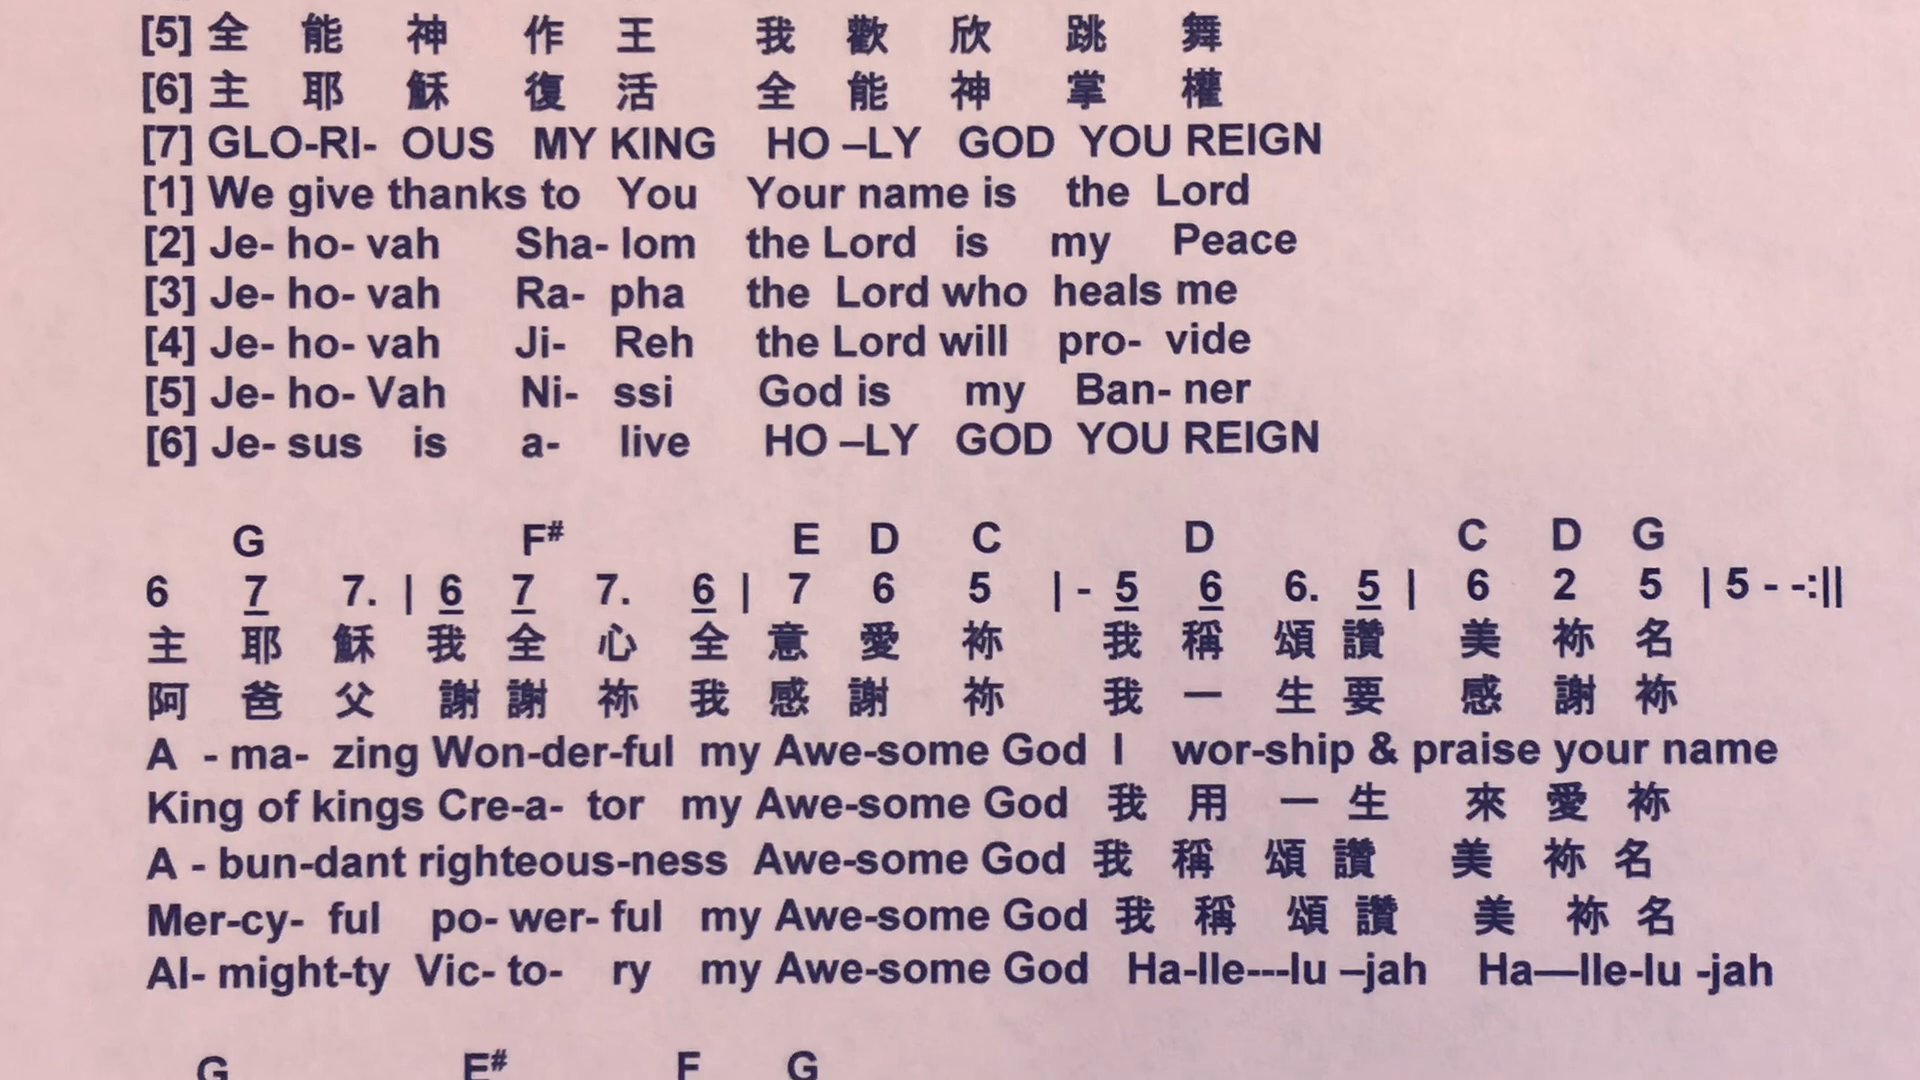 [5] 全 能 神 作 王 我 歡 欣 跳 舞
[6] 主 耶 穌 復 活 全 能 神 掌 權
[7] GLO-RI- OUS MY KING HO –LY GOD YOU REIGN
[1] We give thanks to You Your name is the Lord
[2] Je- ho- vah Sha- lom the Lord is my Peace
[3] Je- ho- vah Ra- pha the Lord who heals me
[4] Je- ho- vah Ji- Reh the Lord will pro- vide
[5] Je- ho- Vah Ni- ssi God is my Ban- ner
[6] Je- sus is a- live HO –LY GOD YOU REIGN
G F# E D C D C D G
6 7 7. | 6 7 7. 6 | 7 6 5 | - 5 6 6. 5 | 6 2 5 | 5 - -:||
主 耶 穌 我 全 心 全 意 愛 祢 我 稱 頌 讚 美 祢 名
阿 爸 父 謝 謝 祢 我 感 謝 祢 我 一 生 要 感 謝 祢
A - ma- zing Won-der-ful my Awe-some God I wor-ship & praise your name
King of kings Cre-a- tor my Awe-some God 我 用 一 生 來 愛 祢
A - bun-dant righteous-ness Awe-some God 我 稱 頌 讚 美 祢 名
Mer-cy- ful po- wer- ful my Awe-some God 我 稱 頌 讚 美 祢 名
Al- might-ty Vic- to- ry my Awe-some God Ha-lle---lu –jah Ha—lle-lu -jah
G E# F G